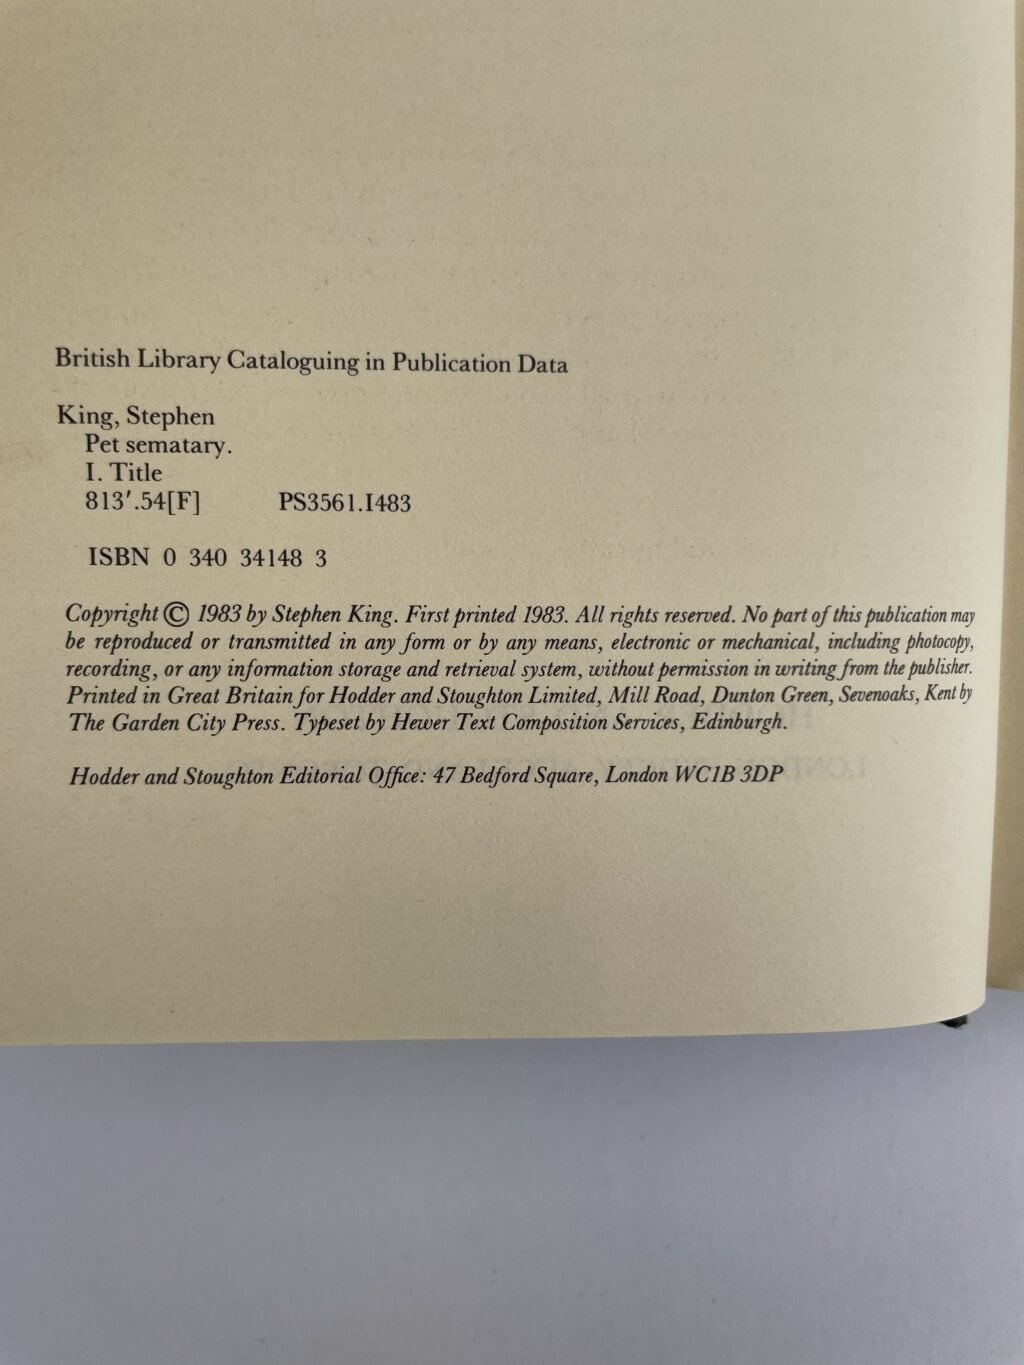 British Library Cataloguing in Publication Data
King, Stephen
Pet sematary.
I. Title
813′.54[F] PS3561.I483
ISBN 0 340 34148 3
Copyright © 1983 by Stephen King. First printed 1983. All rights reserved. No part of this publication may
be reproduced or transmitted in any form or by any means, electronic or mechanical, including photocopy,
recording, or any information storage and retrieval system, without permission in writing from the publisher.
Printed in Great Britain for Hodder and Stoughton Limited, Mill Road, Dunton Green, Sevenoaks, Kent by
The Garden City Press. Typeset by Hewer Text Composition Services, Edinburgh.
Hodder and Stoughton Editorial Office: 47 Bedford Square, London WC1B 3DP